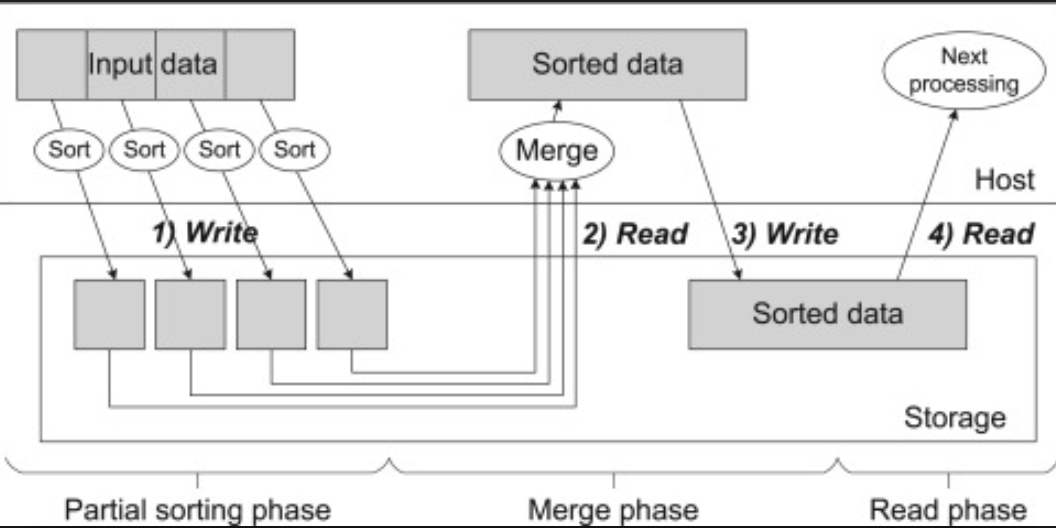 Input data
Sorted data
Next
processing
Sort
Sort
Sort
Sort
Merge
Host
1) Write
2) Read
3) Write
4) Read
Sorted data
Storage
Partial sorting phase
Merge phase
Read phase